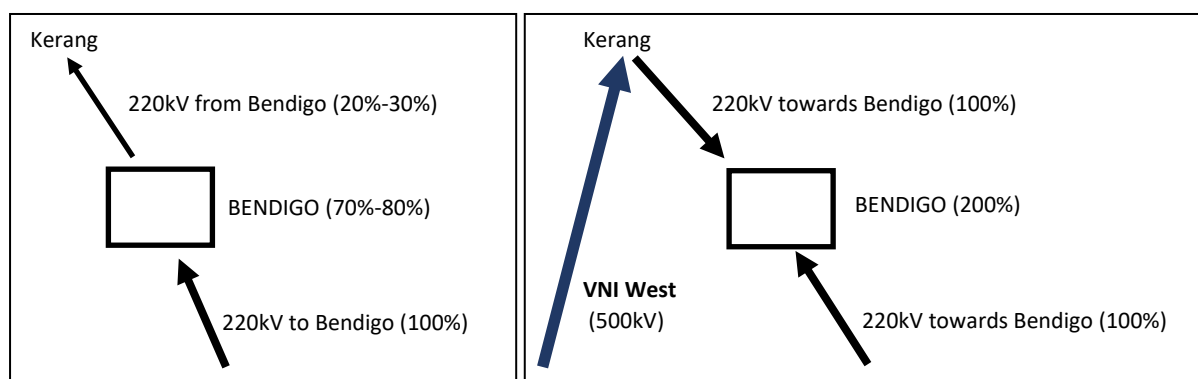 Kerang
220kV from Bendigo (20%-30%)
BENDIGO (70%-80%)
220kV to Bendigo (100%)
Kerang
220kV towards Bendigo (100%)
BENDIGO (200%)
VNI West
(500kV)
220kV towards Bendigo (100%)